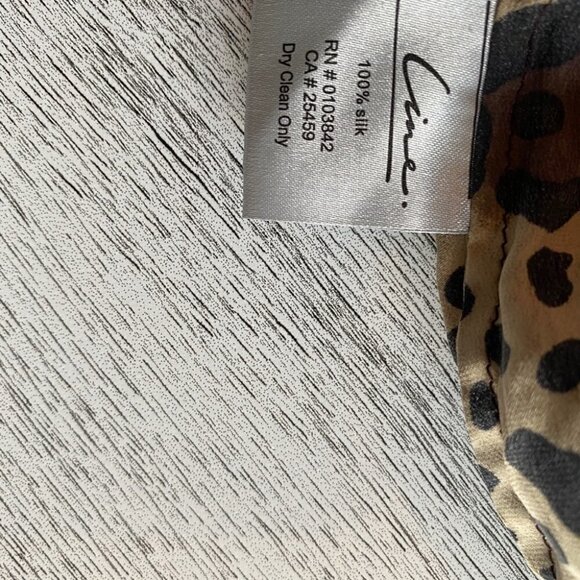 Line.
100% silk
RN # 0103842
CA # 25459
Dry Clean Only